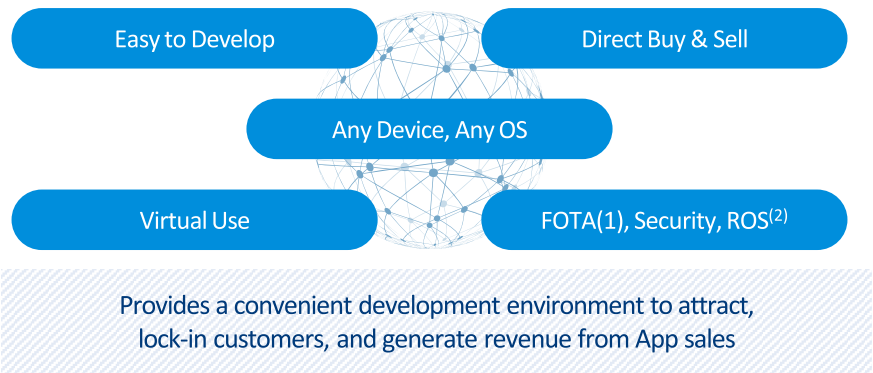 Easy to Develop
Direct Buy & Sell
Any Device, Any OS
Virtual Use
FOTA(1), Security, ROS(2)
Provides a convenient development environment to attract,
lock-in customers, and generate revenue from App sales